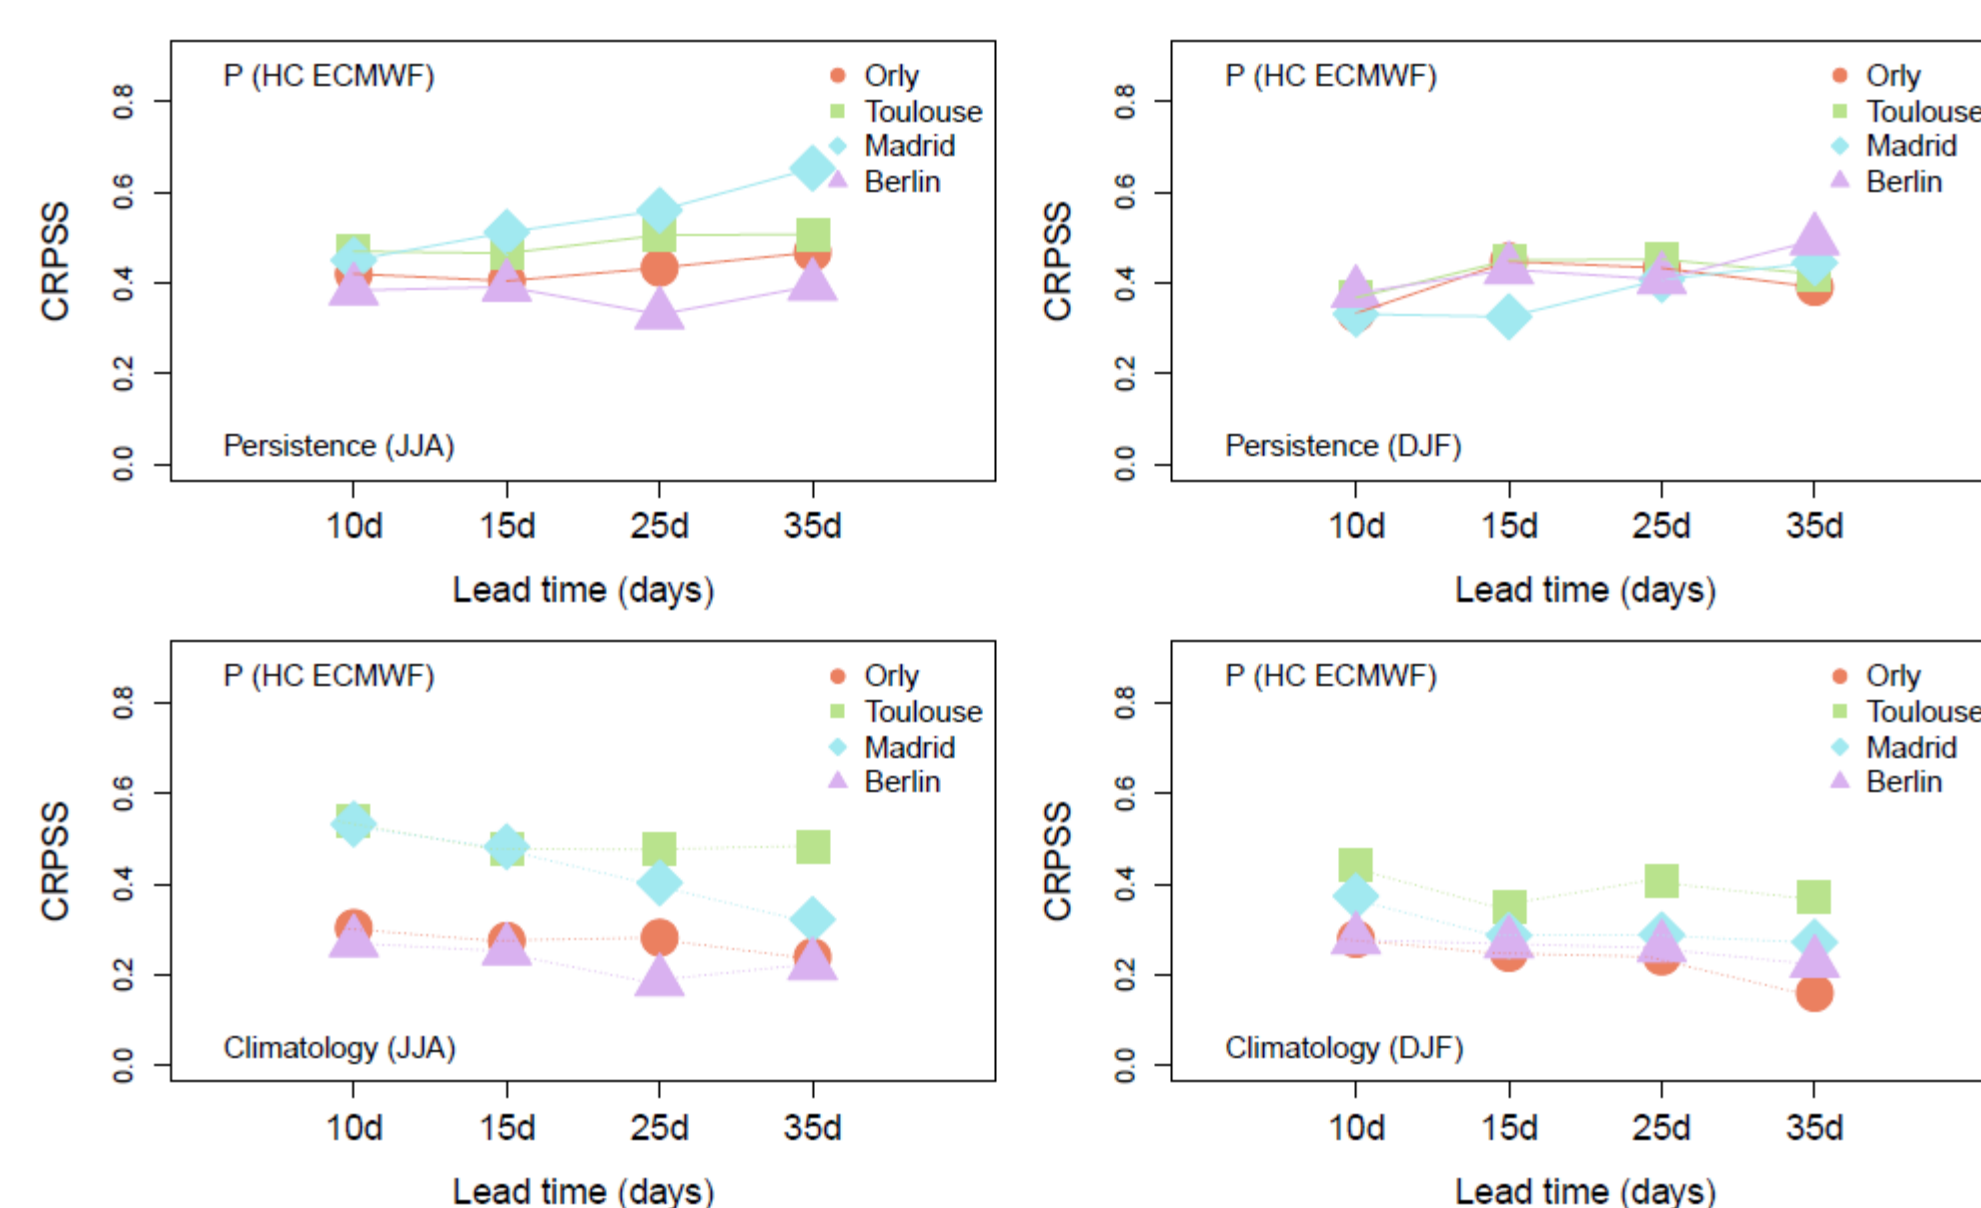 P (HC ECMWF)
Orly
Toulouse
Madrid
Berlin
CRPSS
0.8
0.6
0.4
0.2
0.0
Persistence (JJA)
10d 15d 25d 35d
Lead time (days)
P (HC ECMWF)
Orly
Toulouse
Madrid
Berlin
CRPSS
0.8
0.6
0.4
0.2
0.0
Persistence (DJF)
10d 15d 25d 35d
Lead time (days)
P (HC ECMWF)
Orly
Toulouse
Madrid
Berlin
CRPSS
0.8
0.6
0.4
0.2
0.0
Climatology (JJA)
10d 15d 25d 35d
Lead time (days)
P (HC ECMWF)
Orly
Toulouse
Madrid
Berlin
CRPSS
0.8
0.6
0.4
0.2
0.0
Climatology (DJF)
10d 15d 25d 35d
Lead time (days)